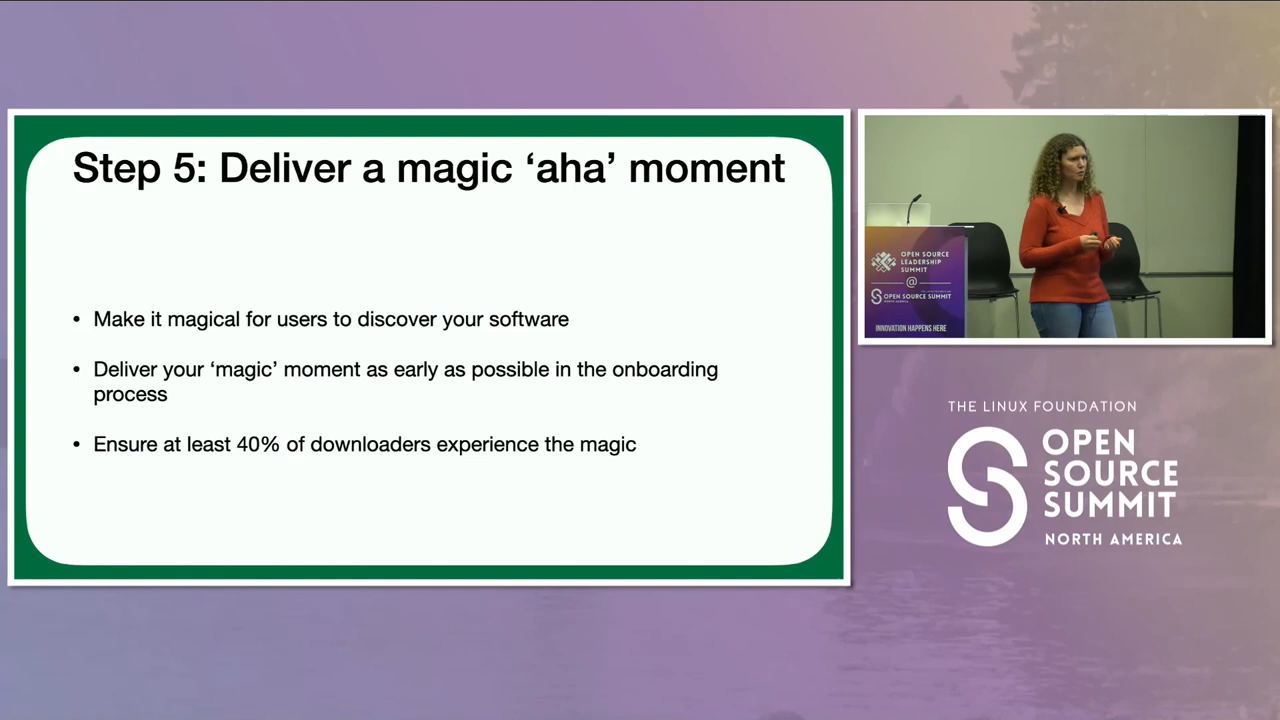 Step 5: Deliver a magic ‘aha’ moment
• Make it magical for users to discover your software
• Deliver your ‘magic’ moment as early as possible in the onboarding
process
• Ensure at least 40% of downloaders experience the magic
OPEN SOURCE
LEADERSHIP
SUMMIT
@
OPEN SOURCE SUMMIT
NORTH AMERICA
INNOVATION HAPPENS HERE
THE LINUX FOUNDATION
OPEN
SOURCE
SUMMIT
NORTH AMERICA